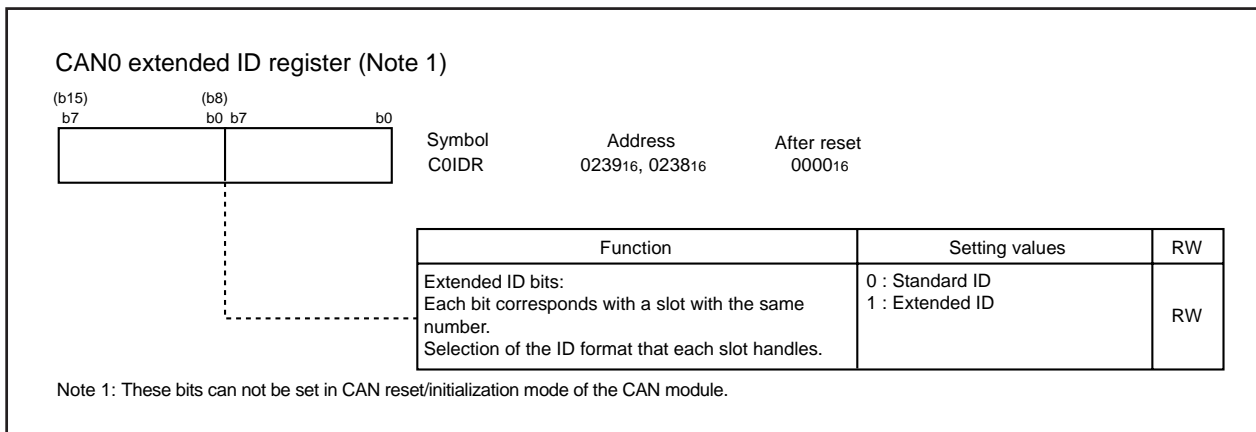 CAN0 extended ID register (Note 1)
(b15) (b8)
b7 b0 b7 b0
Symbol Address After reset
C0IDR 023916, 023816 000016
Function Setting values RW
Extended ID bits: 0 : Standard ID
Each bit corresponds with a slot with the same 1 : Extended ID
number. RW
Selection of the ID format that each slot handles.
Note 1: These bits can not be set in CAN reset/initialization mode of the CAN module.